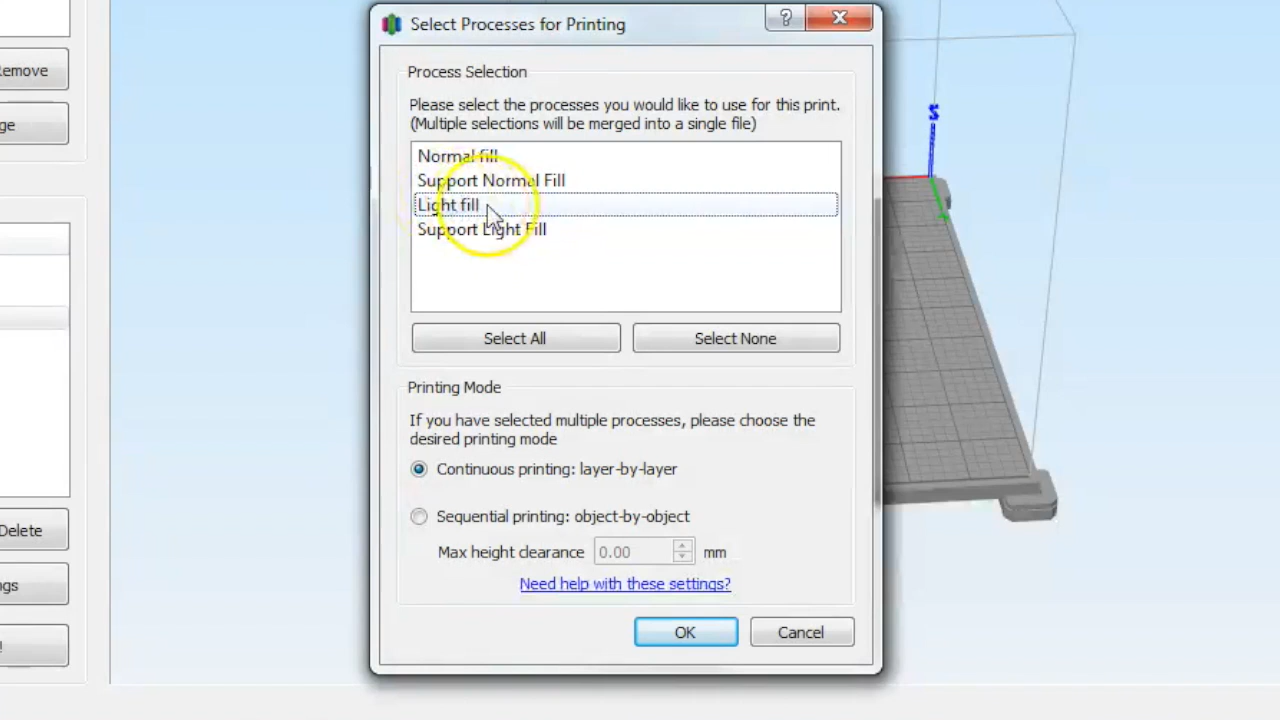 Select Processes for Printing
Process Selection
Please select the processes you would like to use for this print.
(Multiple selections will be merged into a single file)
Normal fill
Support Normal Fill
Light fill
Support Light Fill
Select All
Select None
Printing Mode
If you have selected multiple processes, please choose the
desired printing mode
Continuous printing: layer-by-layer
Sequential printing: object-by-object
Max height clearance
0.00
mm
Need help with these settings?
OK
Cancel
emove
ge
Delete
ngs
!